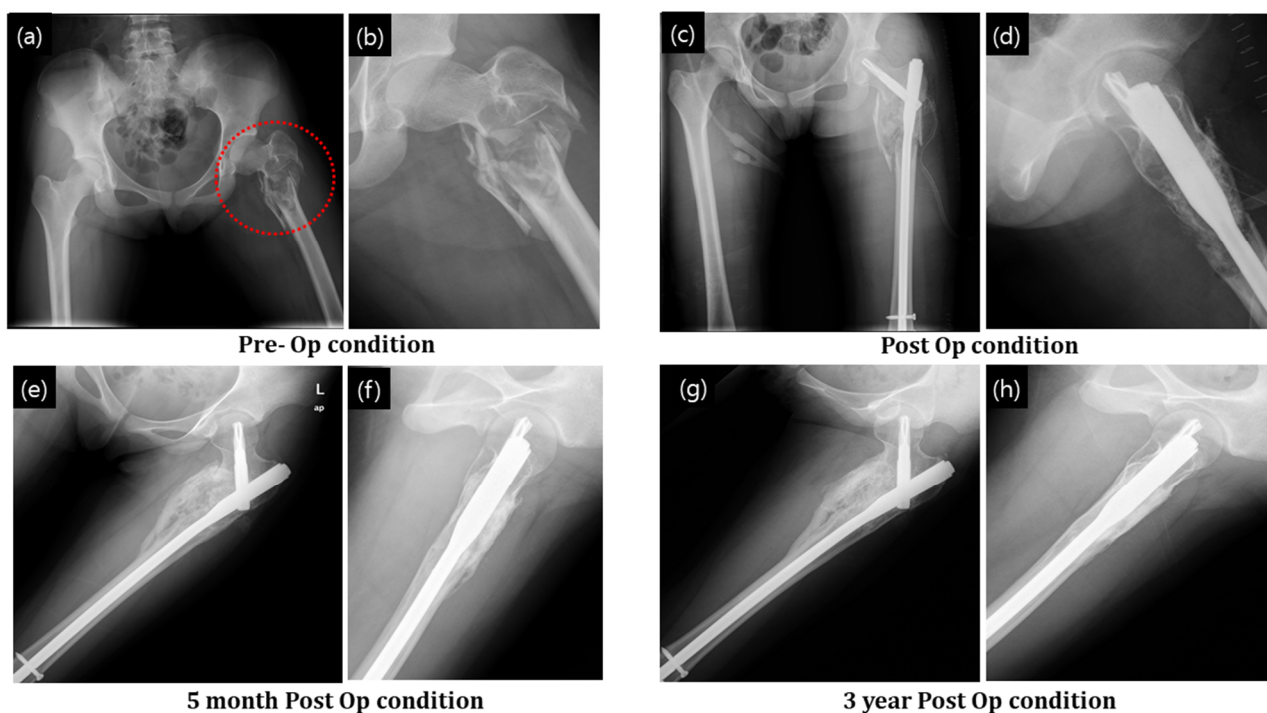 (a)
(b)
(c)
(d)
Pre- Op condition
Post Op condition
(e)
L
ap
(f)
(g)
(h)
5 month Post Op condition
3 year Post Op condition